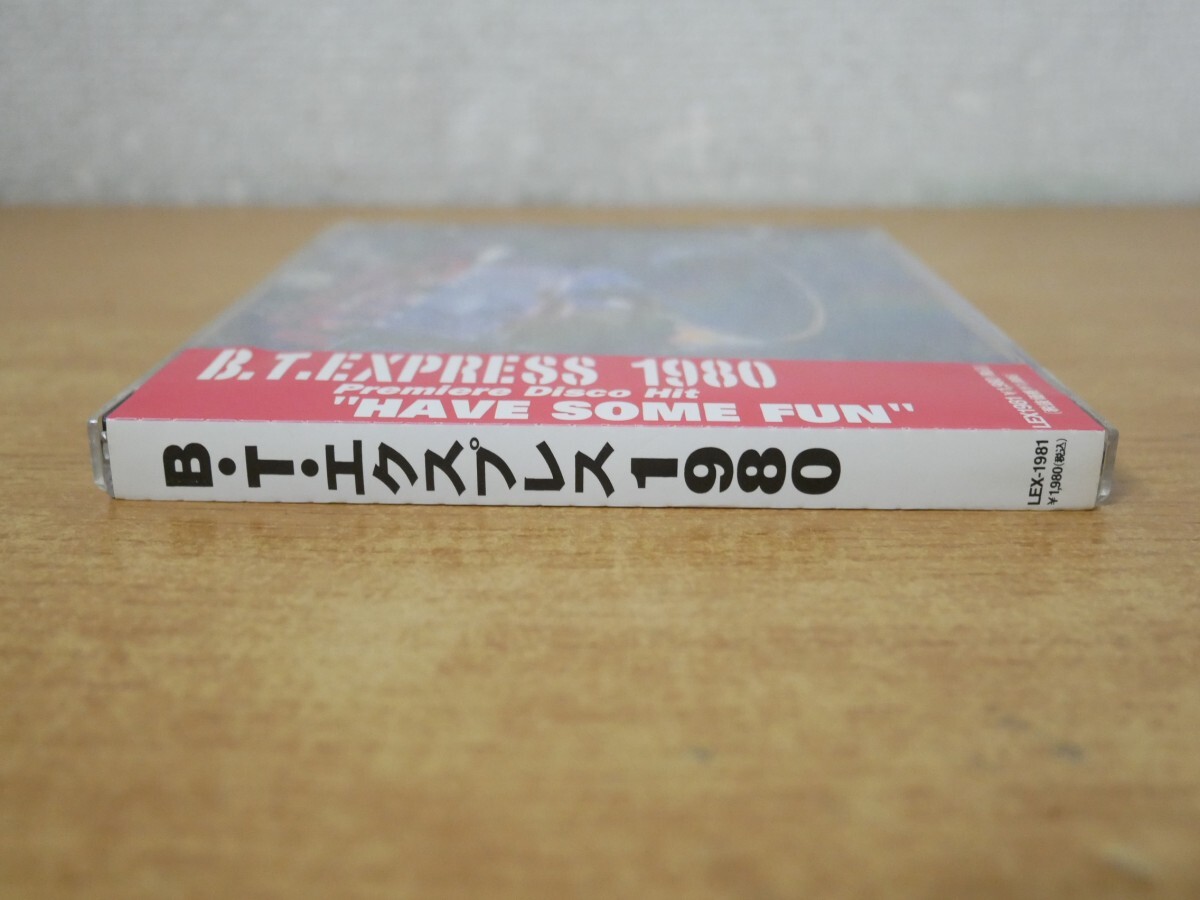 B.T.EXPRESS 1980
Premiere Disco Hit
"HAVE SOME FUN"
B・T・エクスプレス1980
LEX-1981
¥1,980(税込)